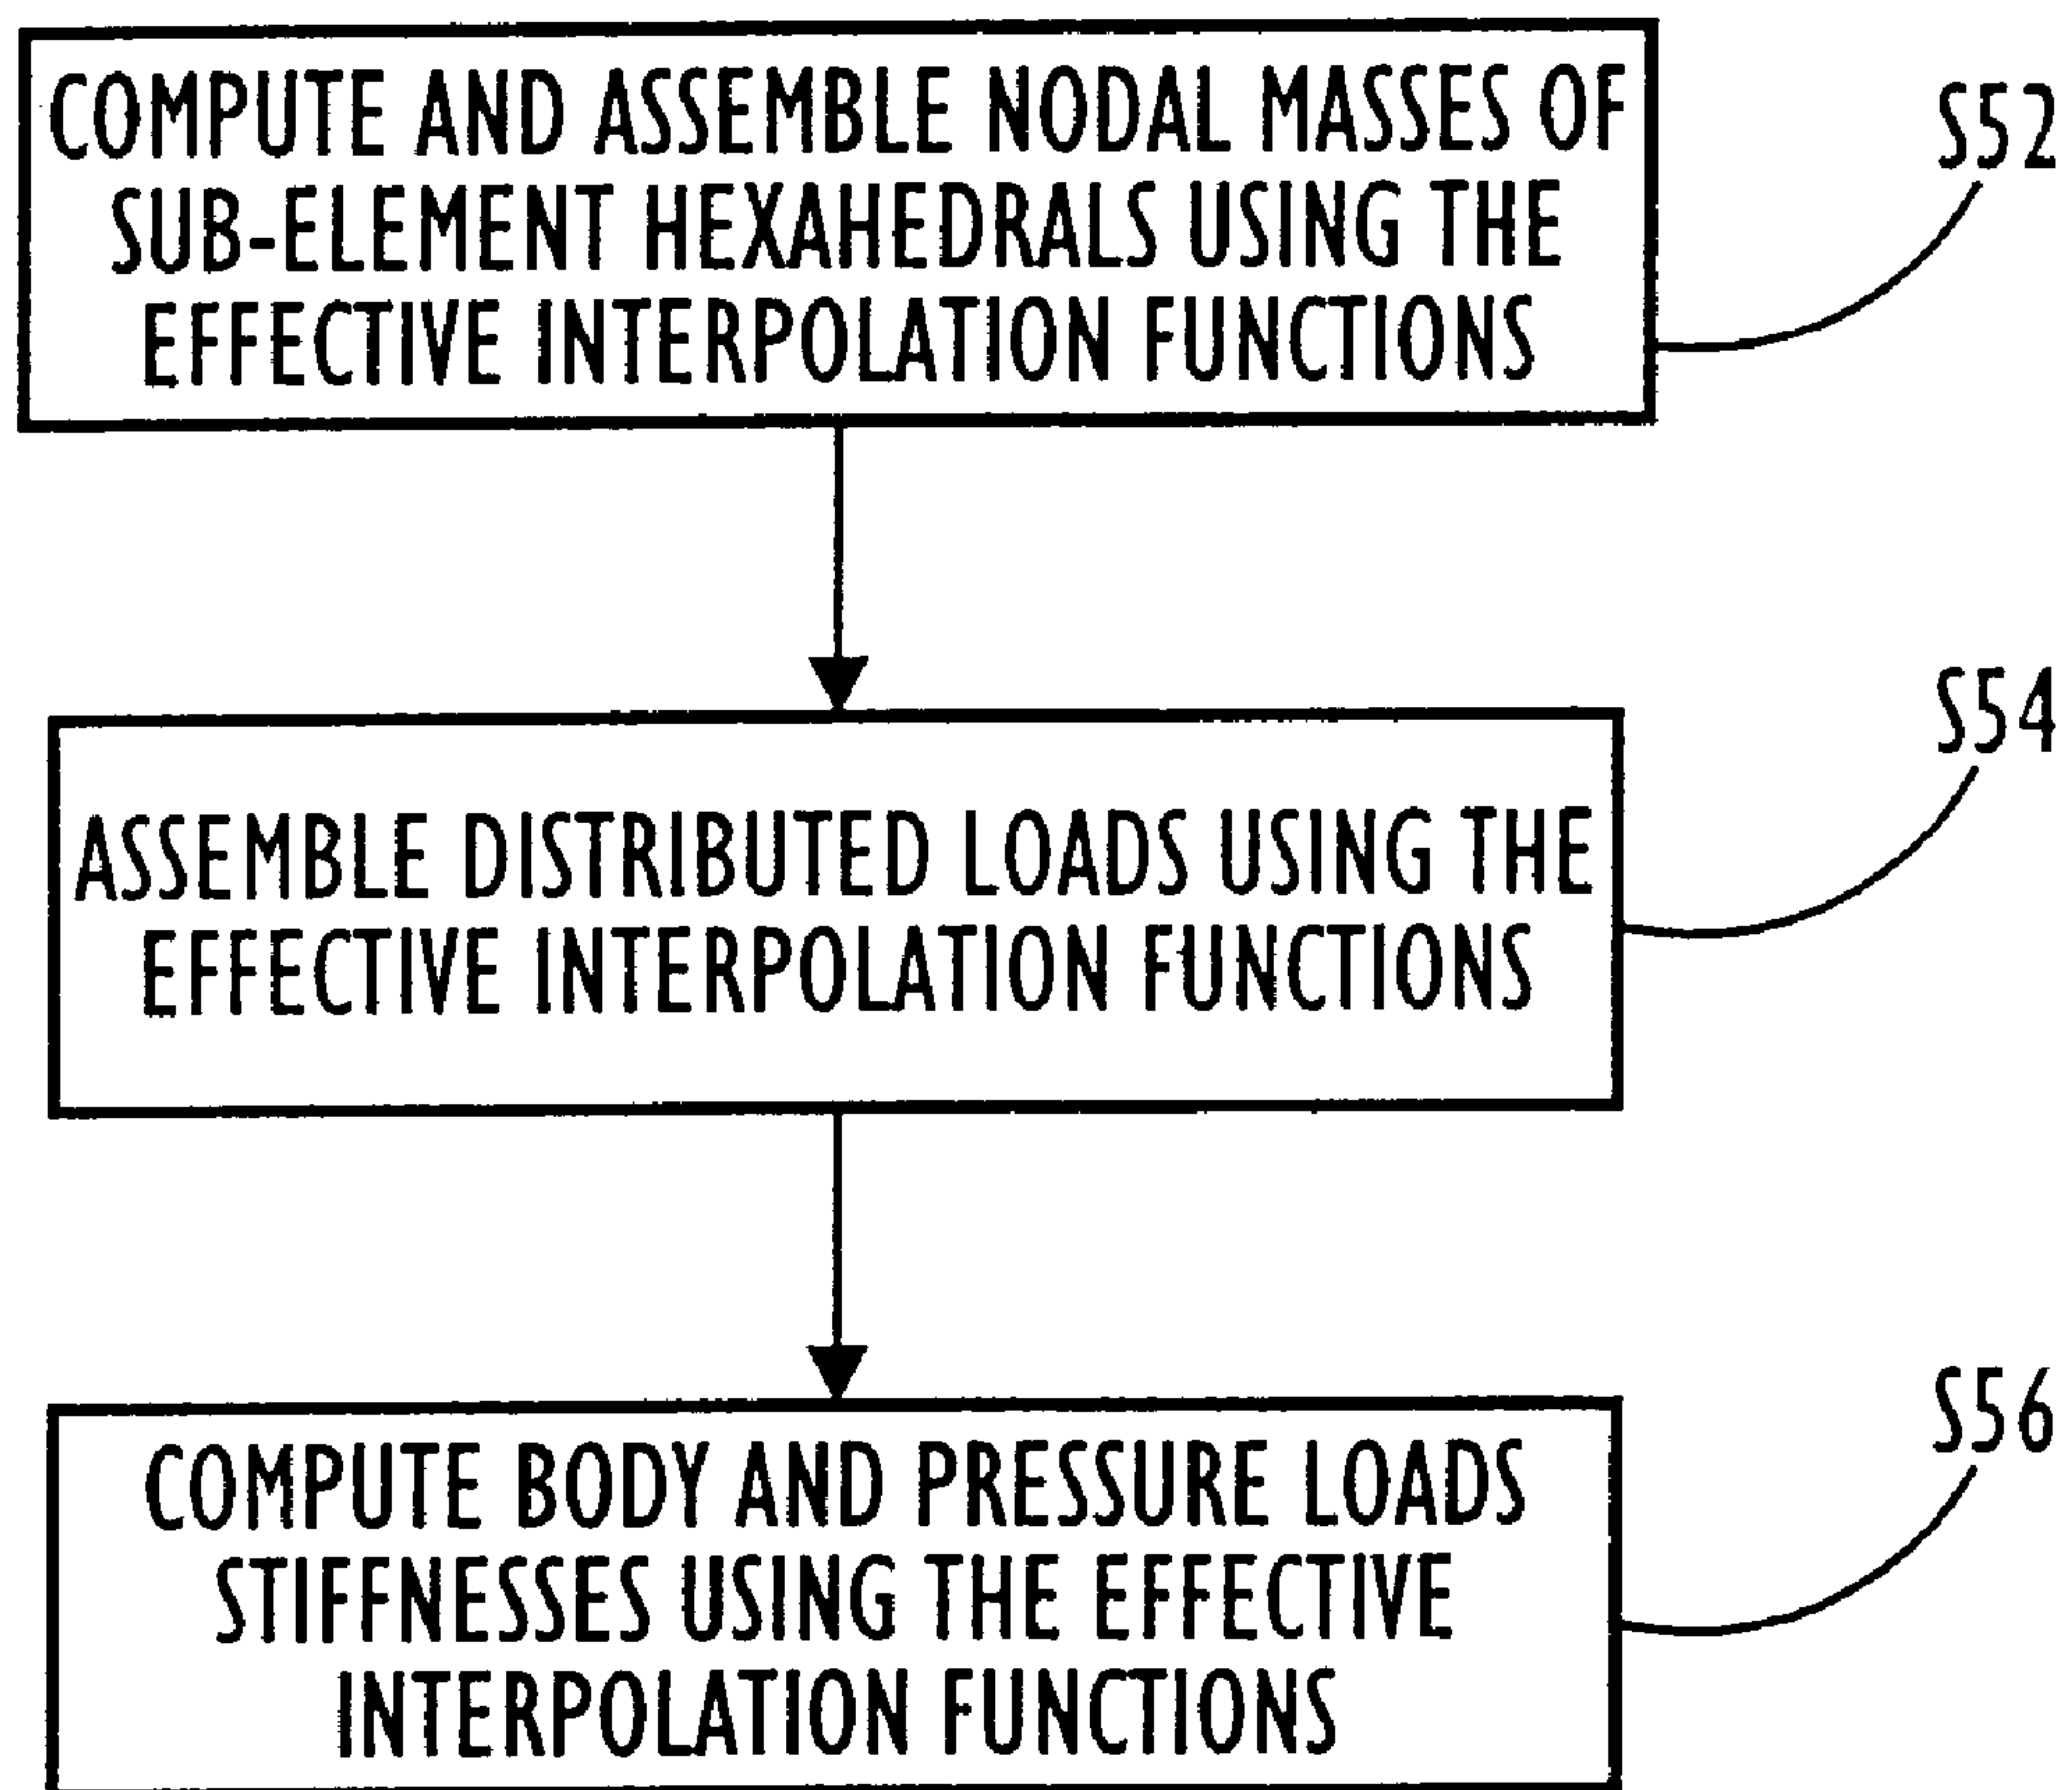 COMPUTE AND ASSEMBLE NODAL MASSES OF
SUB-ELEMENT HEXAHEDRALS USING THE
EFFECTIVE INTERPOLATION FUNCTIONS
S52
ASSEMBLE DISTRIBUTED LOADS USING THE
EFFECTIVE INTERPOLATION FUNCTIONS
S54
COMPUTE BODY AND PRESSURE LOADS
STIFFNESSES USING THE EFFECTIVE
INTERPOLATION FUNCTIONS
S56